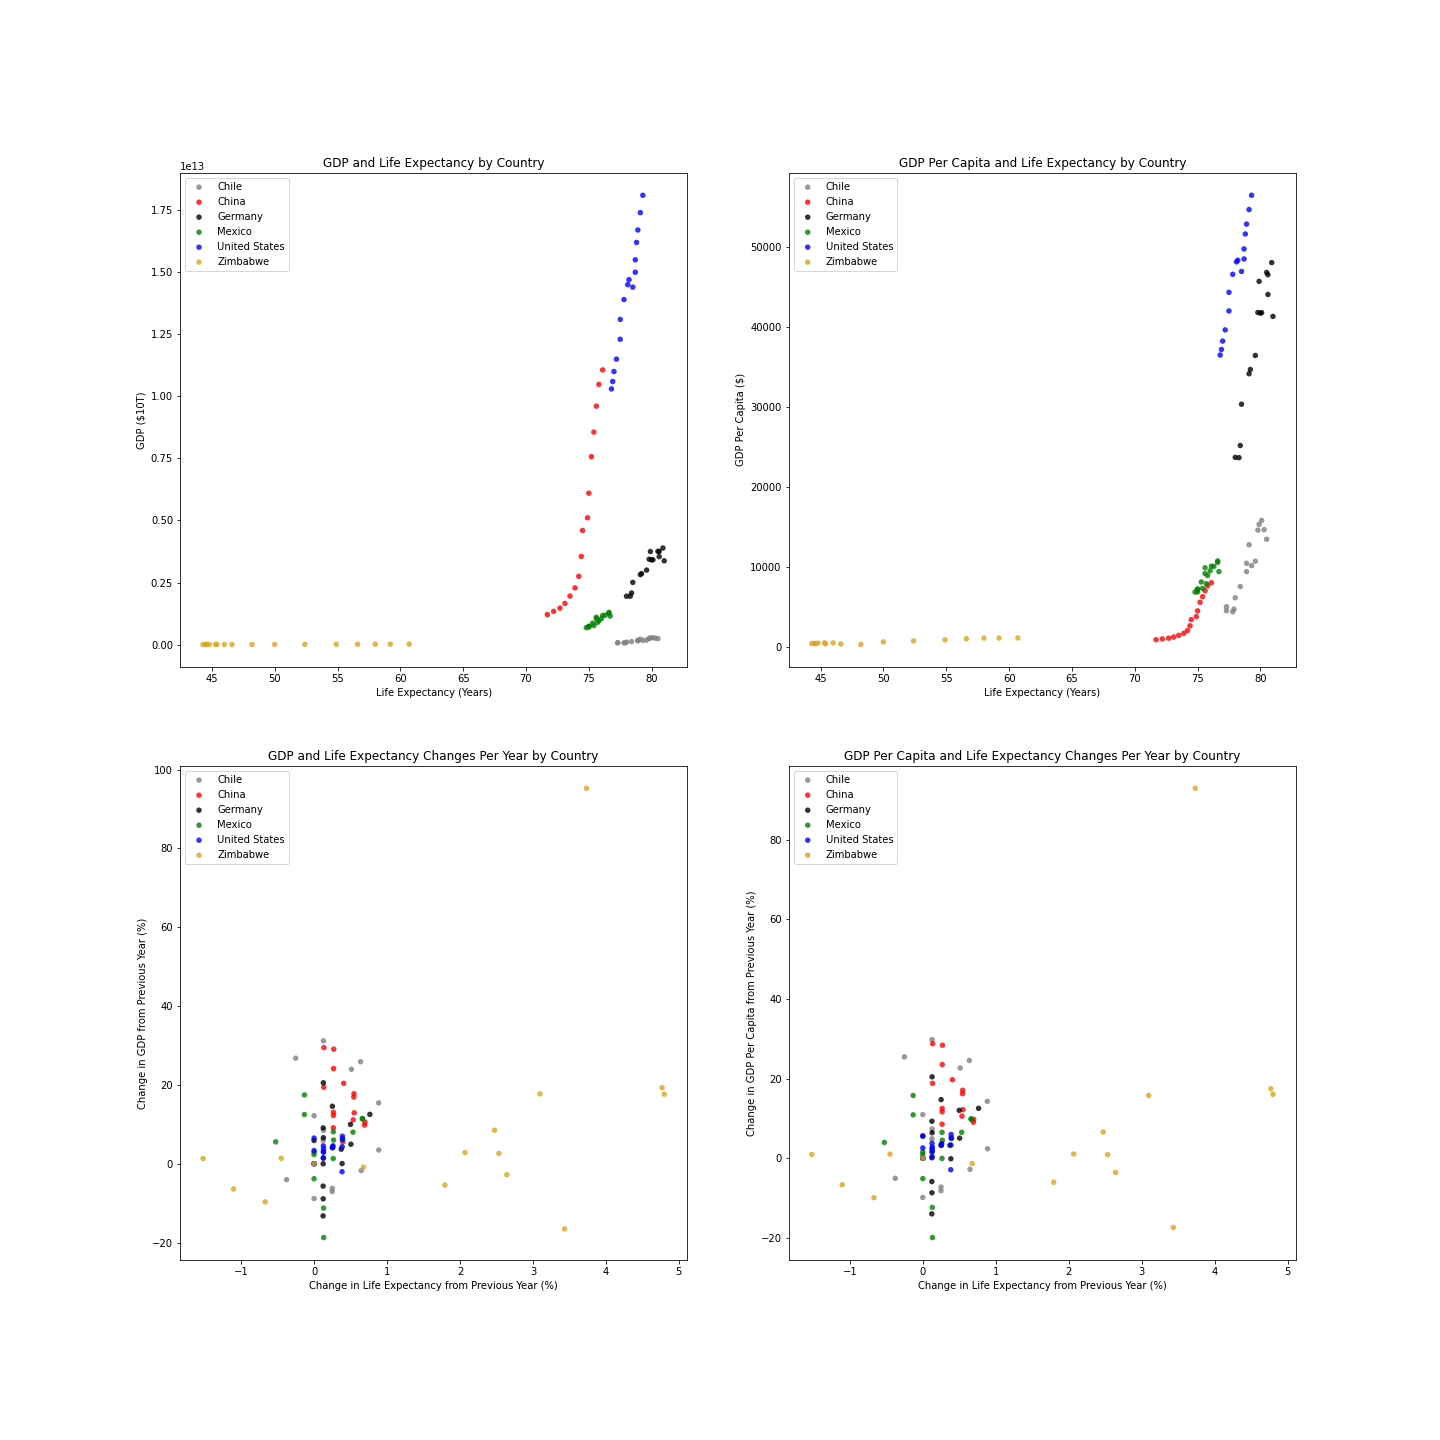 GDP and Life Expectancy by Country
1e13
Chile
China
Germany
Mexico
United States
Zimbabwe
1.75
1.50
1.25
1.00
0.75
0.50
0.25
0.00
GDP ($10T)
45 50 55 60 65 70 75 80
Life Expectancy (Years)
GDP Per Capita and Life Expectancy by Country
Chile
China
Germany
Mexico
United States
Zimbabwe
50000
40000
30000
20000
10000
0
GDP Per Capita ($)
45 50 55 60 65 70 75 80
Life Expectancy (Years)
GDP and Life Expectancy Changes Per Year by Country
Chile
China
Germany
Mexico
United States
Zimbabwe
100
80
60
40
20
0
−20
Change in GDP from Previous Year (%)
−1 0 1 2 3 4 5
Change in Life Expectancy from Previous Year (%)
GDP Per Capita and Life Expectancy Changes Per Year by Country
Chile
China
Germany
Mexico
United States
Zimbabwe
80
60
40
20
0
−20
Change in GDP Per Capita from Previous Year (%)
−1 0 1 2 3 4 5
Change in Life Expectancy from Previous Year (%)